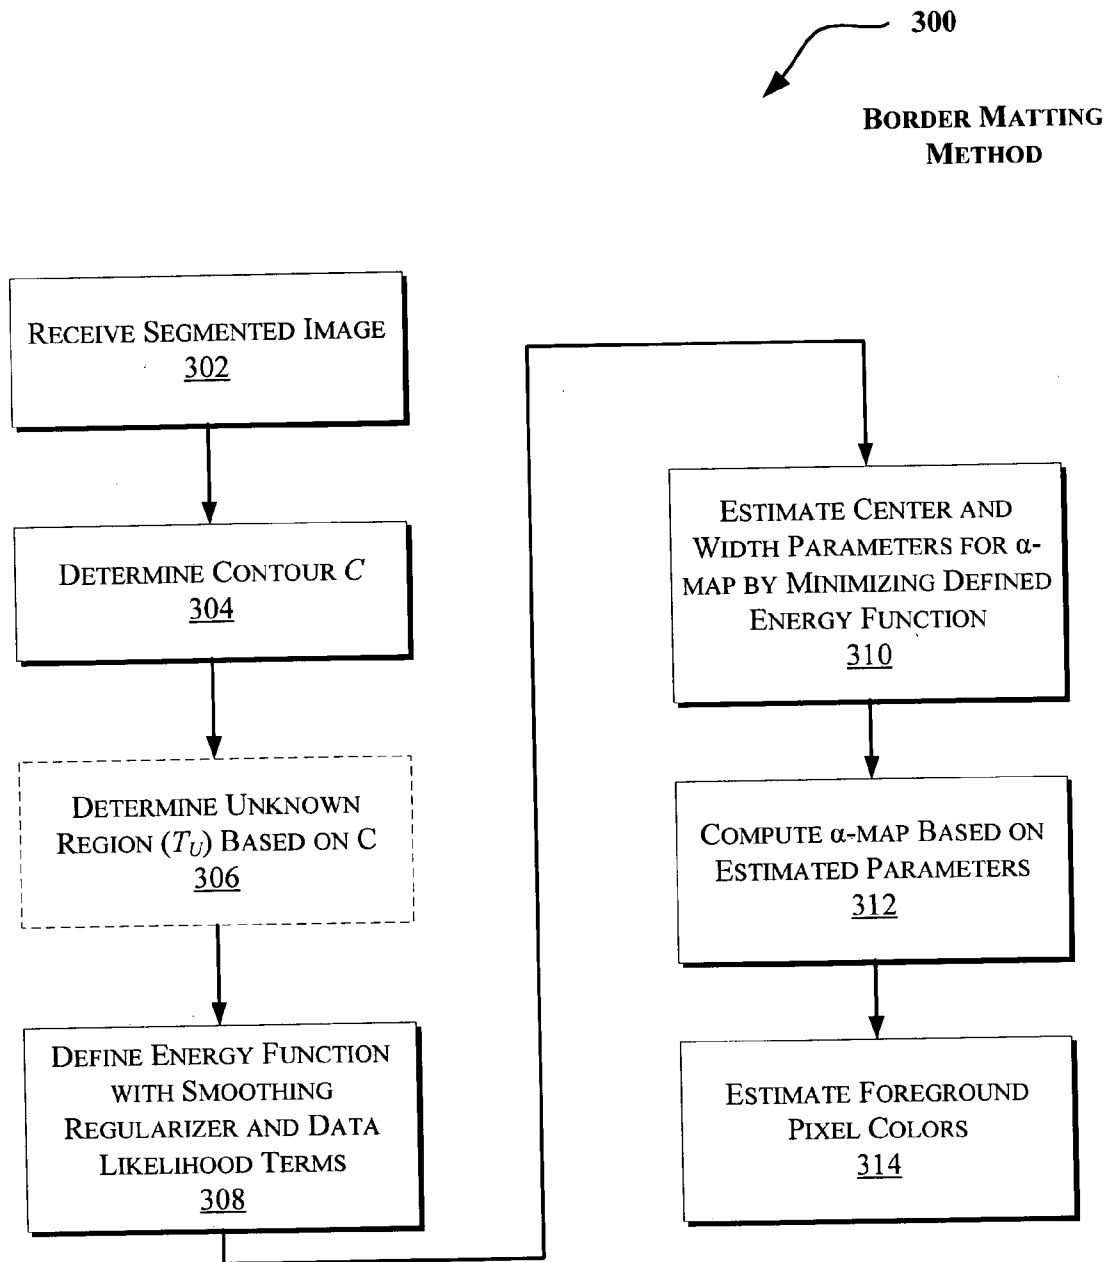 300
BORDER MATTING
METHOD
RECEIVE SEGMENTED IMAGE
302
DETERMINE CONTOUR C
304
DETERMINE UNKNOWN
REGION (TU) BASED ON C
306
DEFINE ENERGY FUNCTION
WITH SMOOTHING
REGULARIZER AND DATA
LIKELIHOOD TERMS
308
ESTIMATE CENTER AND
WIDTH PARAMETERS FOR α-
MAP BY MINIMIZING DEFINED
ENERGY FUNCTION
310
COMPUTE α-MAP BASED ON
ESTIMATED PARAMETERS
312
ESTIMATE FOREGROUND
PIXEL COLORS
314